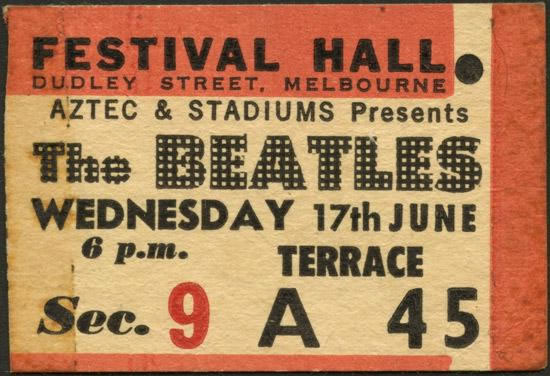 FESTIVAL HALL
DUDLEY STREET, MELBOURNE
AZTEC & STADIUMS Presents
The BEATLES
WEDNESDAY 17th JUNE
6 p.m. TERRACE
Sec. 9 A 45